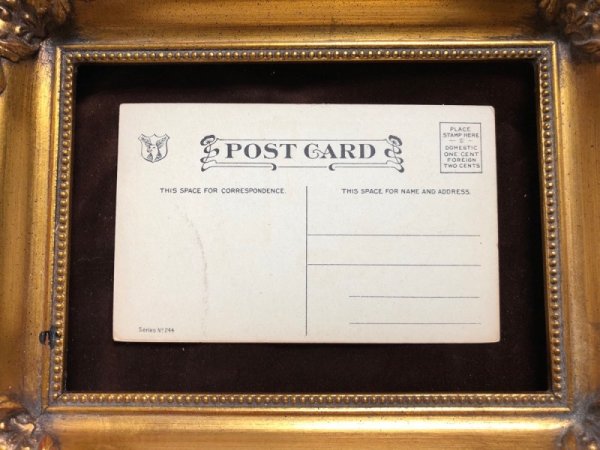 POST CARD
PLACE
STAMP HERE
DOMESTIC
ONE CENT
FOREIGN
TWO CENTS
THIS SPACE FOR CORRESPONDENCE.
THIS SPACE FOR NAME AND ADDRESS.
Series No 244